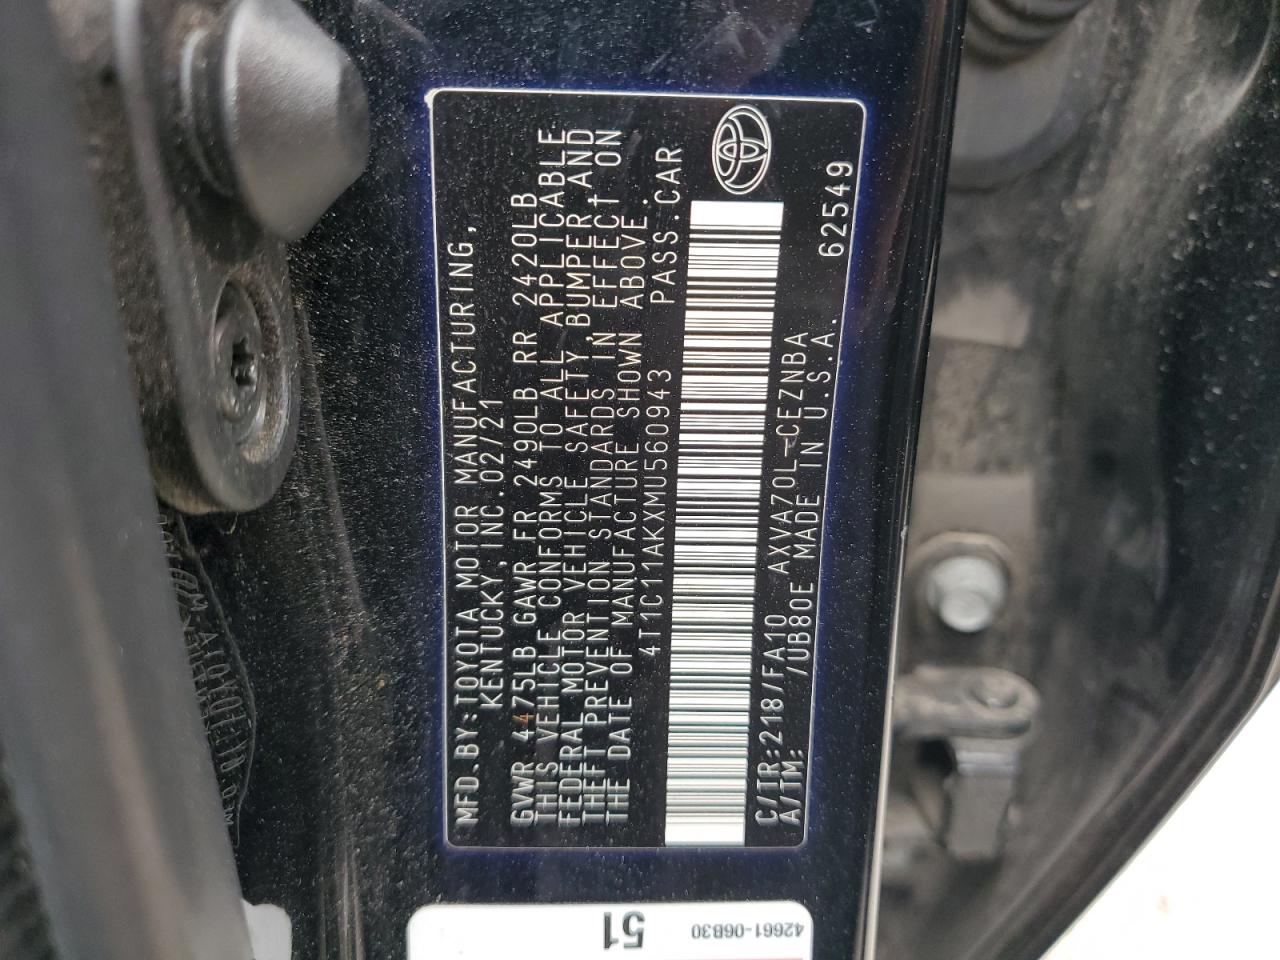 MFD.BY:TOYOTA MOTOR MANUFACTURING,
KENTUCKY, INC.02/21
GVWR 4475LB GAWR FR 2490LB RR 2420LB
THIS VEHICLE CONFORMS TO ALL APPLICABLE
FEDERAL MOTOR VEHICLE SAFETY, BUMPER, AND
THEFT PREVENTION STANDARDS IN EFFECT ON
THE DATE OF MANUFACTURE SHOWN ABOVE.
4T1C11AKXMU560943 PASS.CAR
C/TR:218/FA10 AXVA70L-CEZNBA
A/TM: /UB80E MADE IN U.S.A.
62549
51
42661-06B30